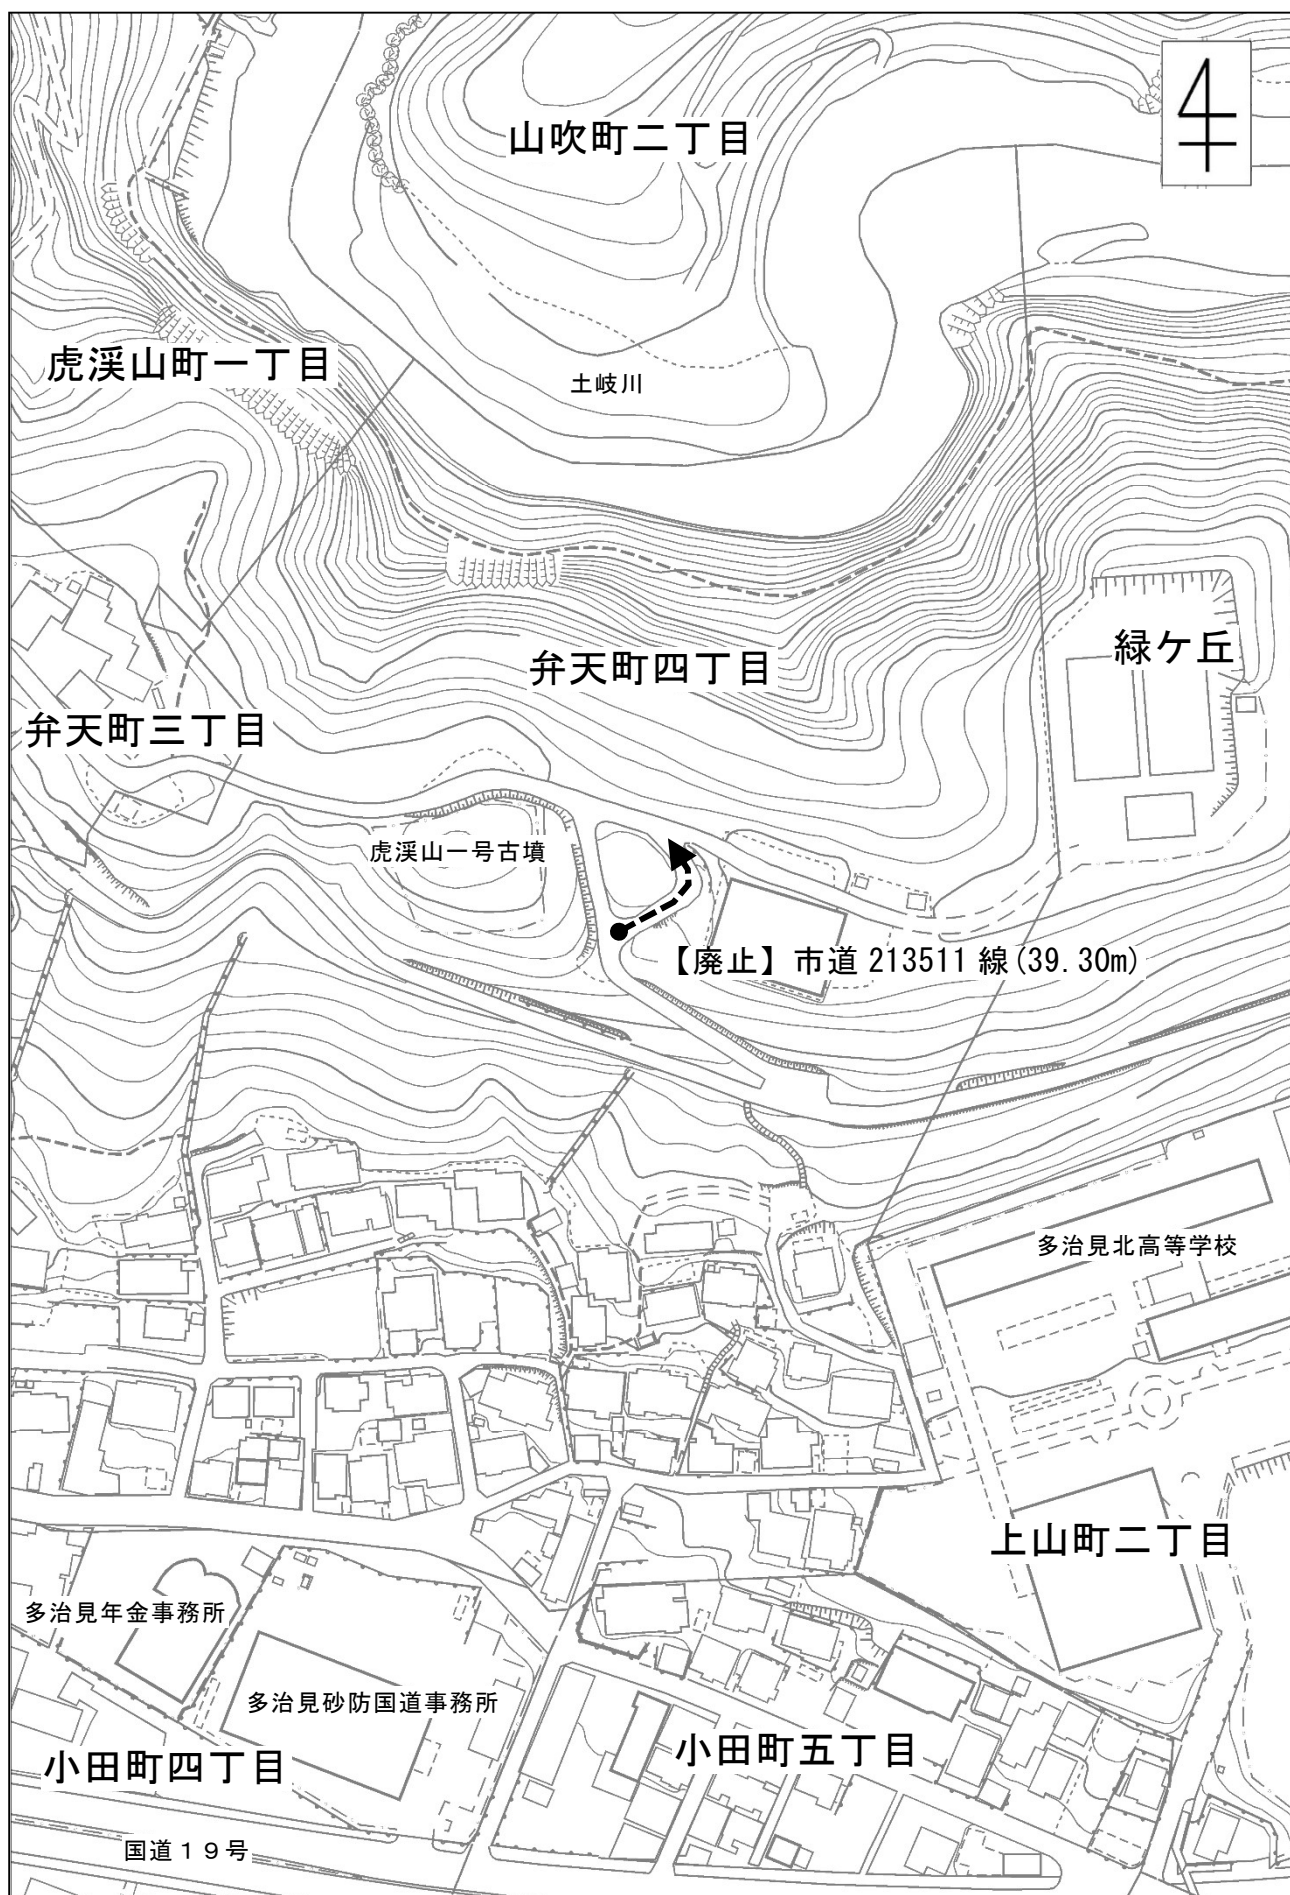 山吹町二丁目
虎渓山町一丁目
土岐川
緑ケ丘
弁天町四丁目
弁天町三丁目
虎渓山一号古墳
【廃止】市道 213511 線(39.30m)
多治見北高等学校
上山町二丁目
多治見年金事務所
多治見砂防国道事務所
小田町五丁目
小田町四丁目
国道１９号